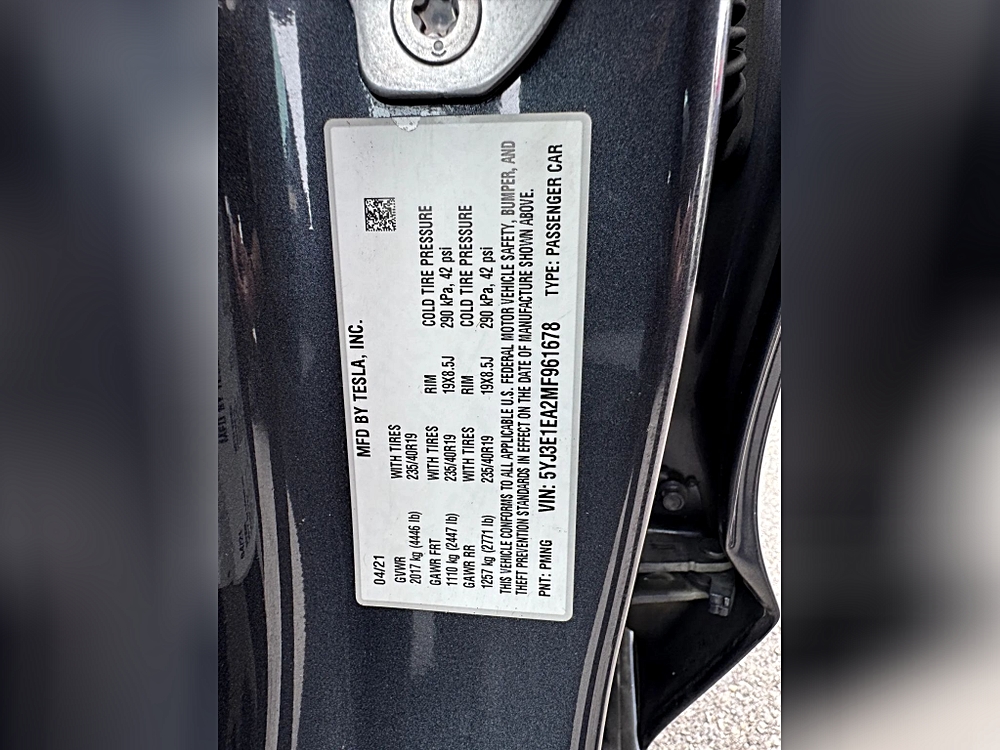 MFD BY TESLA, INC.
04/21
GVWR WITH TIRES RIM COLD TIRE PRESSURE
2017 kg (4446 lb) 235/40R19 19X8.5J 290 kPa, 42 psi
GAWR FRT WITH TIRES RIM COLD TIRE PRESSURE
1110 kg (2447 lb) 235/40R19 19X8.5J 290 kPa, 42 psi
GAWR RR WITH TIRES
1257 kg (2771 lb) 235/40R19
THIS VEHICLE CONFORMS TO ALL APPLICABLE U.S. FEDERAL MOTOR VEHICLE SAFETY, BUMPER, AND
THEFT PREVENTION STANDARDS IN EFFECT ON THE DATE OF MANUFACTURE SHOWN ABOVE.
PNT: PMNG VIN: 5YJ3E1EA2MF961678 TYPE: PASSENGER CAR